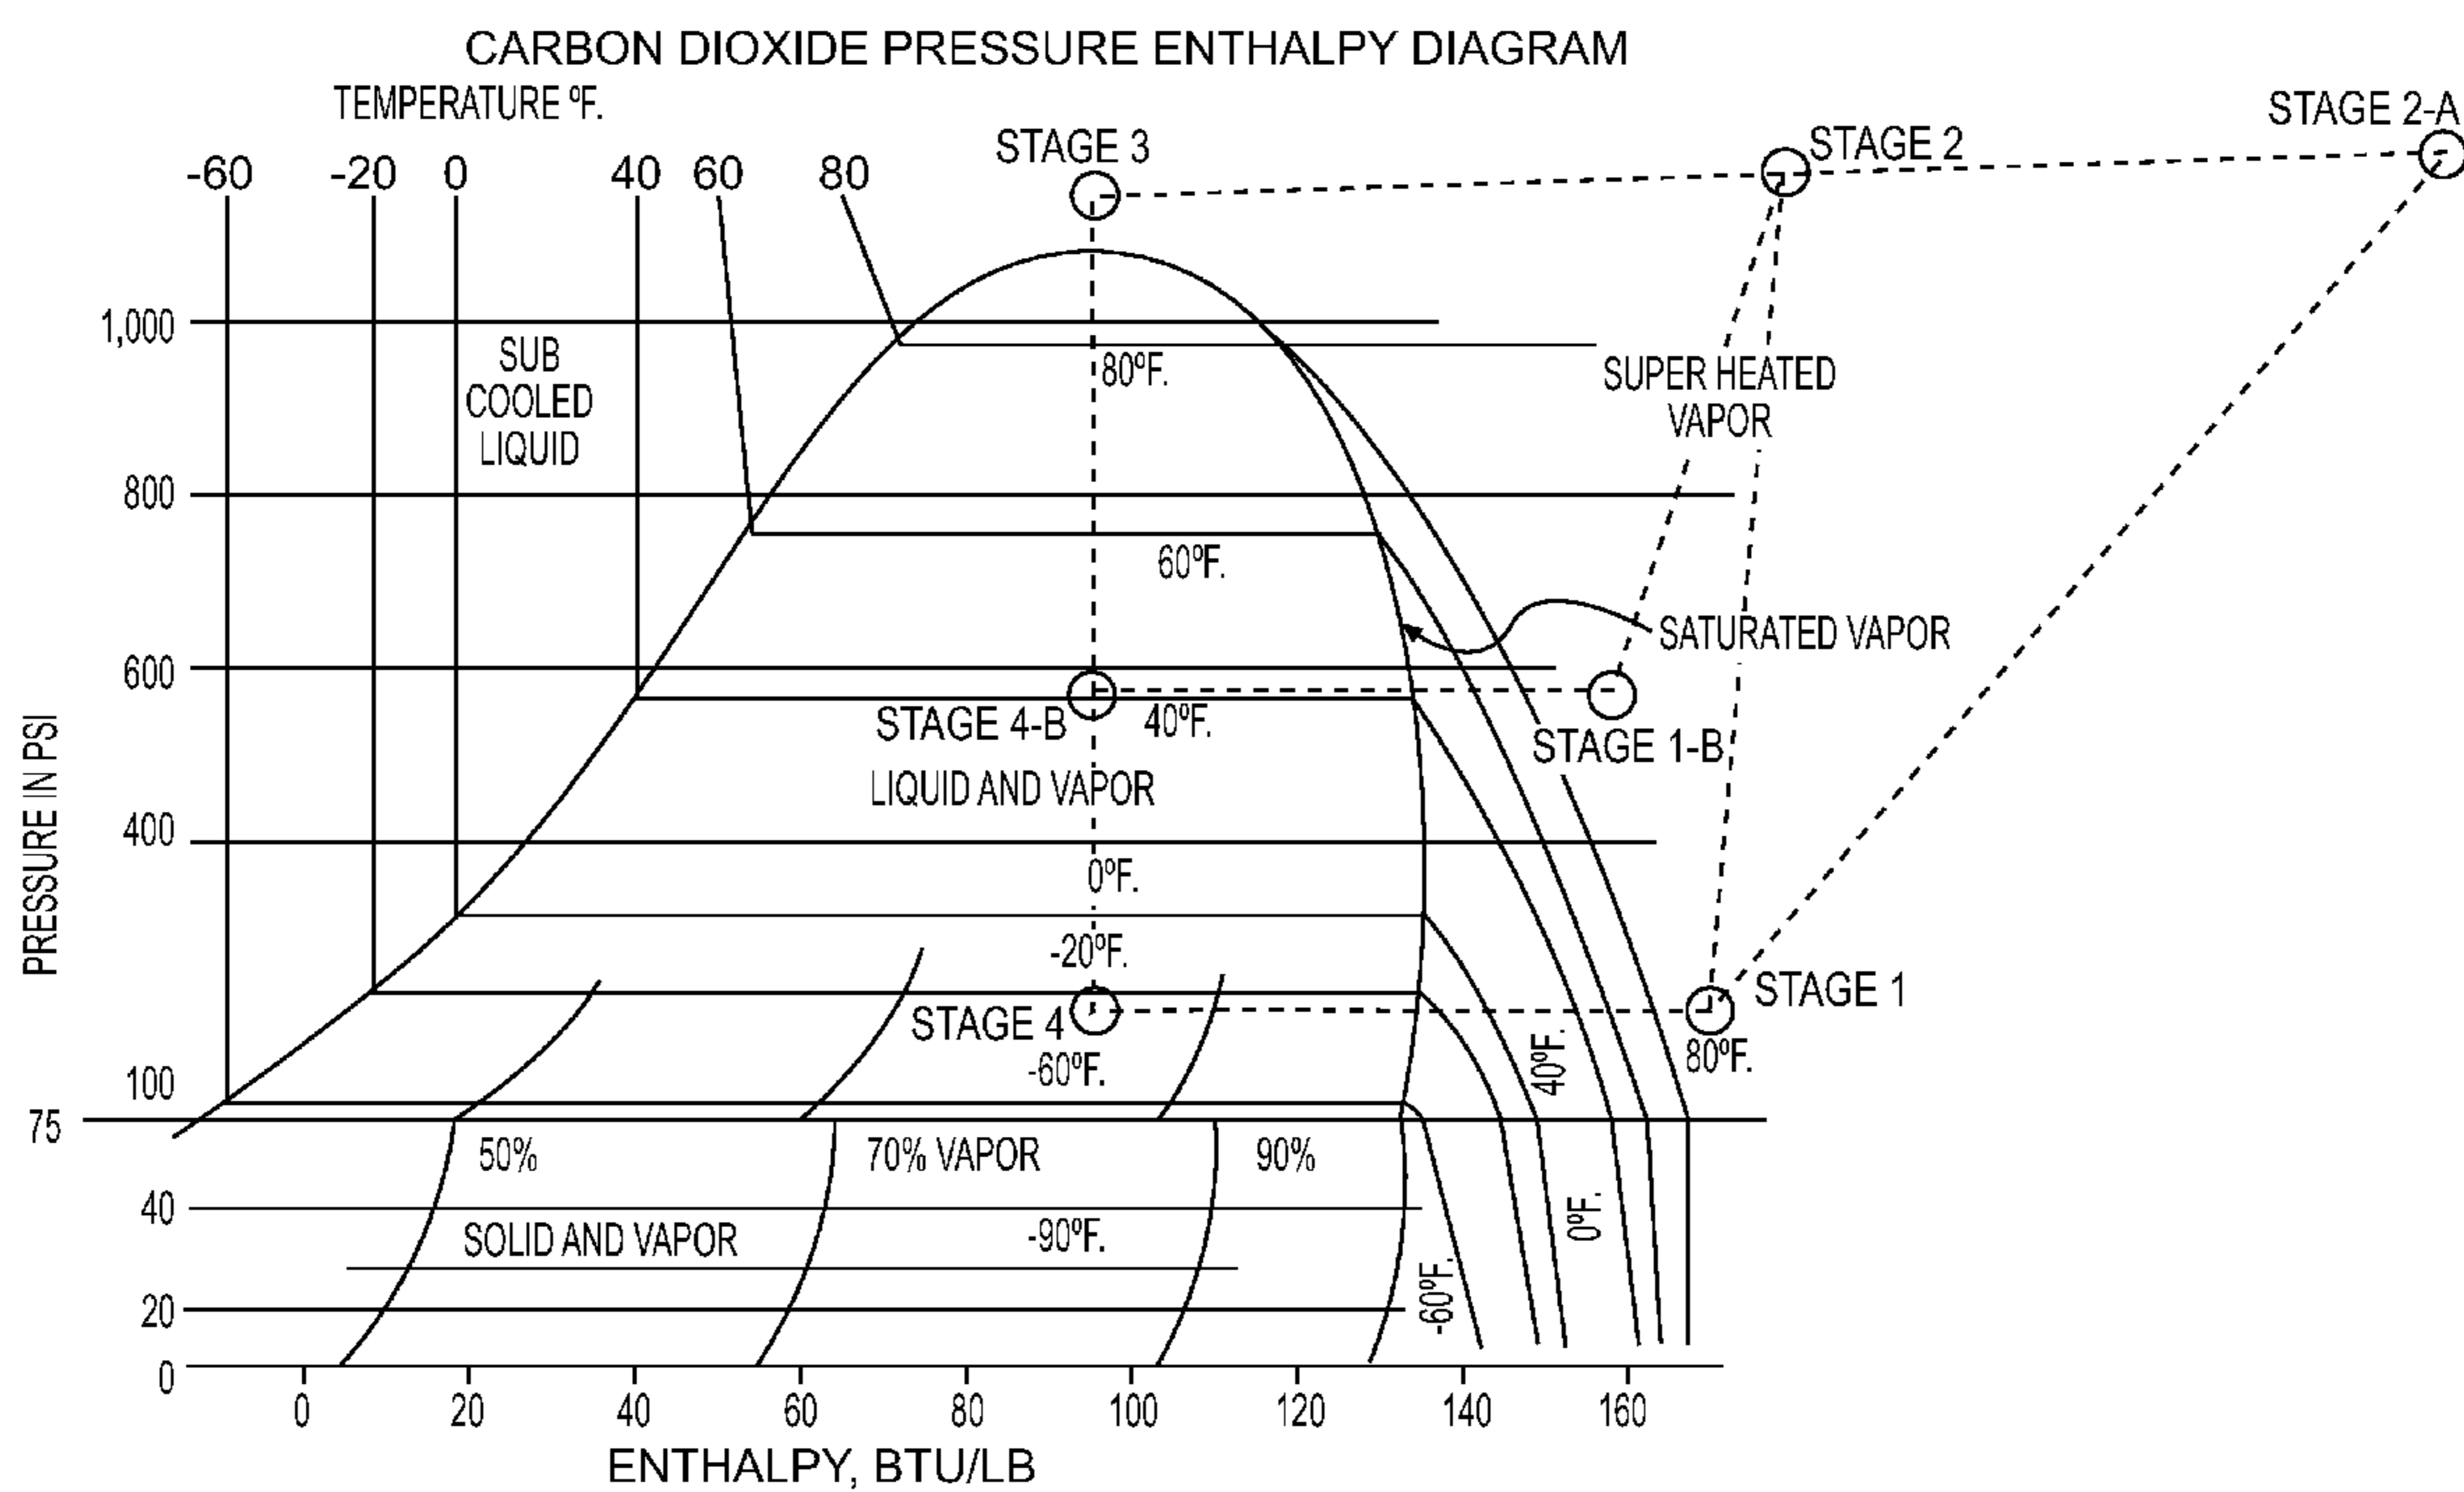 CARBON DIOXIDE PRESSURE ENTHALPY DIAGRAM
TEMPERATURE ºF.
-60 -20 0 40 60 80
STAGE 3
STAGE 2
STAGE 2-A
1,000
SUB
COOLED
LIQUID
80ºF.
SUPER HEATED
VAPOR
800
60ºF.
SATURATED VAPOR
600
STAGE 4-B
40ºF.
STAGE 1-B
LIQUID AND VAPOR
PRESSURE IN PSI
400
0ºF.
-20ºF.
STAGE 4
STAGE 1
-60ºF.
40ºF.
80ºF.
100
75
50%
70% VAPOR
90%
40
SOLID AND VAPOR
-90ºF.
0ºF.
-60ºF.
20
0
0 20 40 60 80 100 120 140 160
ENTHALPY, BTU/LB